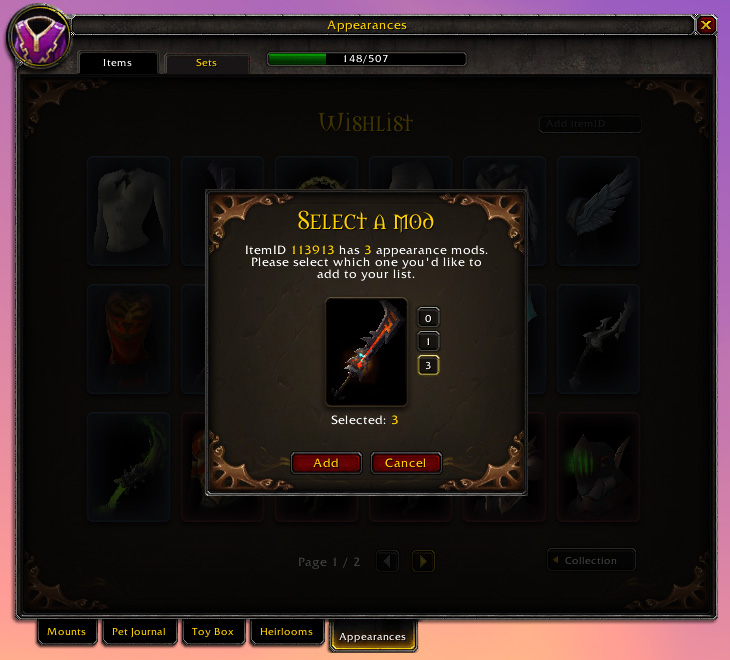 Appearances
Items
Sets
148/507
Wishlist
Add ItemID
Select a mod
ItemID 113913 has 3 appearance mods.
Please select which one you'd like to
add to your list.
0
1
3
Selected: 3
Add
Cancel
Page 1 / 2
Collection
Mounts
Pet Journal
Toy Box
Heirlooms
Appearances